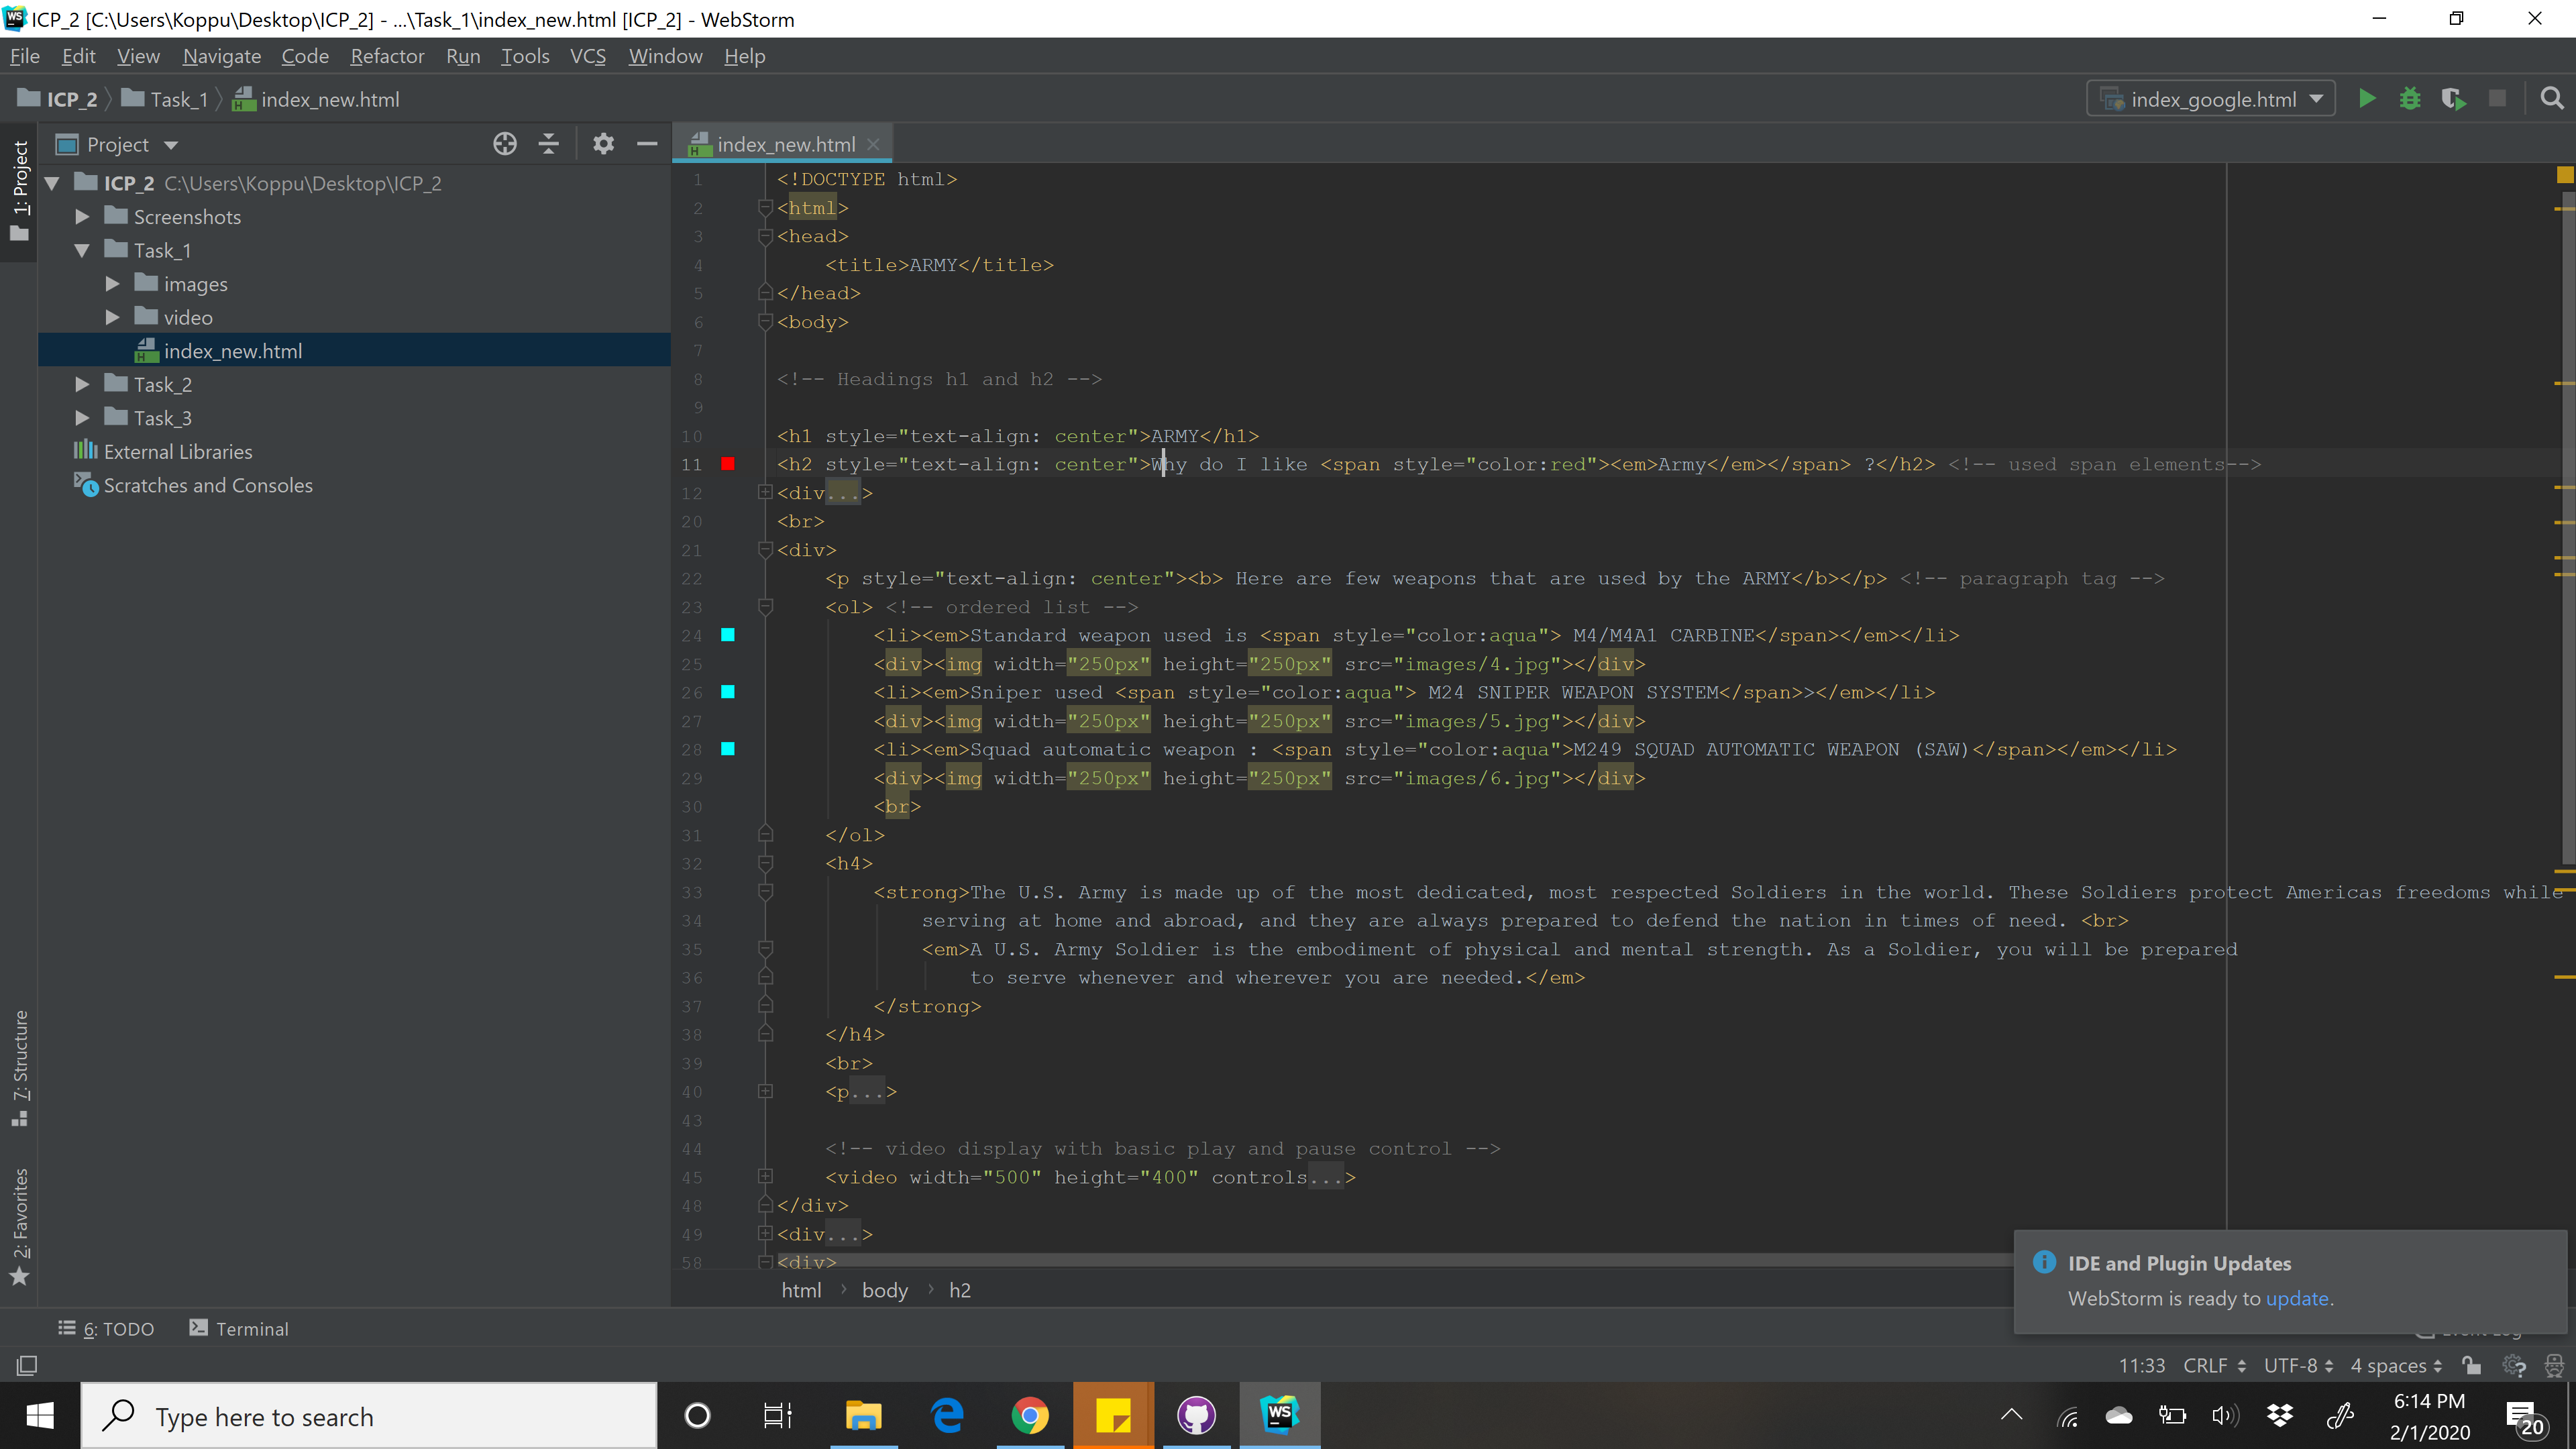 ICP_2 [C:\Users\Koppu\Desktop\ICP_2] - ...\Task_1\index_new.html [ICP_2] - WebStorm
File Edit View Navigate Code Refactor Run Tools VCS Window Help
ICP_2 Task_1 index_new.html index_google.html
Project index_new.html
1: Project
ICP_2 C:\Users\Koppu\Desktop\ICP_2
Screenshots
Task_1
images
video
index_new.html
Task_2
Task_3
External Libraries
Scratches and Consoles
7: Structure
2: Favorites
1 <!DOCTYPE html>
2 <html>
3 <head>
4 <title>ARMY</title>
5 </head>
6 <body>
7
8 <!-- Headings h1 and h2 -->
9
10 <h1 style="text-align: center">ARMY</h1>
11 <h2 style="text-align: center">Why do I like <span style="color:red"><em>Army</em></span> ?</h2> <!-- used span elements-->
12 <div...>
20 <br>
21 <div>
22 <p style="text-align: center"><b> Here are few weapons that are used by the ARMY</b></p> <!-- paragraph tag -->
23 <ol> <!-- ordered list -->
24 <li><em>Standard weapon used is <span style="color:aqua"> M4/M4A1 CARBINE</span></em></li>
25 <div><img width="250px" height="250px" src="images/4.jpg"></div>
26 <li><em>Sniper used <span style="color:aqua"> M24 SNIPER WEAPON SYSTEM</span>></em></li>
27 <div><img width="250px" height="250px" src="images/5.jpg"></div>
28 <li><em>Squad automatic weapon : <span style="color:aqua">M249 SQUAD AUTOMATIC WEAPON (SAW)</span></em></li>
29 <div><img width="250px" height="250px" src="images/6.jpg"></div>
30 <br>
31 </ol>
32 <h4>
33 <strong>The U.S. Army is made up of the most dedicated, most respected Soldiers in the world. These Soldiers protect Americas freedoms while
34 serving at home and abroad, and they are always prepared to defend the nation in times of need. <br>
35 <em>A U.S. Army Soldier is the embodiment of physical and mental strength. As a Soldier, you will be prepared
36 to serve whenever and wherever you are needed.</em>
37 </strong>
38 </h4>
39 <br>
40 <p...>
43
44 <!-- video display with basic play and pause control -->
45 <video width="500" height="400" controls...>
48 </div>
49 <div...>
58 <div>
html body h2
IDE and Plugin Updates
WebStorm is ready to update.
6: TODO Terminal
11:33 CRLF UTF-8 4 spaces
Type here to search
WS
6:14 PM
2/1/2020
20